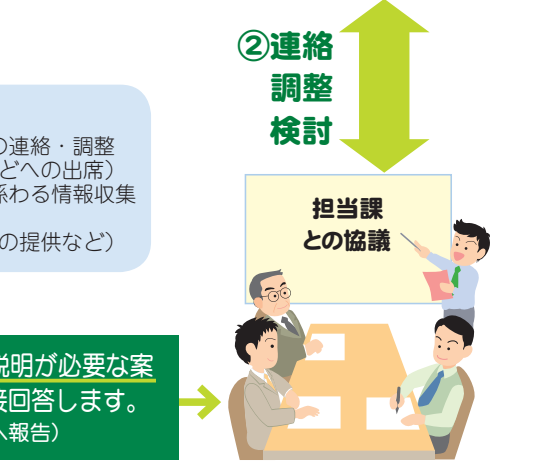 ②連絡
調整
検討
の連絡・調整
どへの出席）
係わる情報収集
の提供など）
担当課
との協議
説明が必要な案
接回答します。
へ報告）